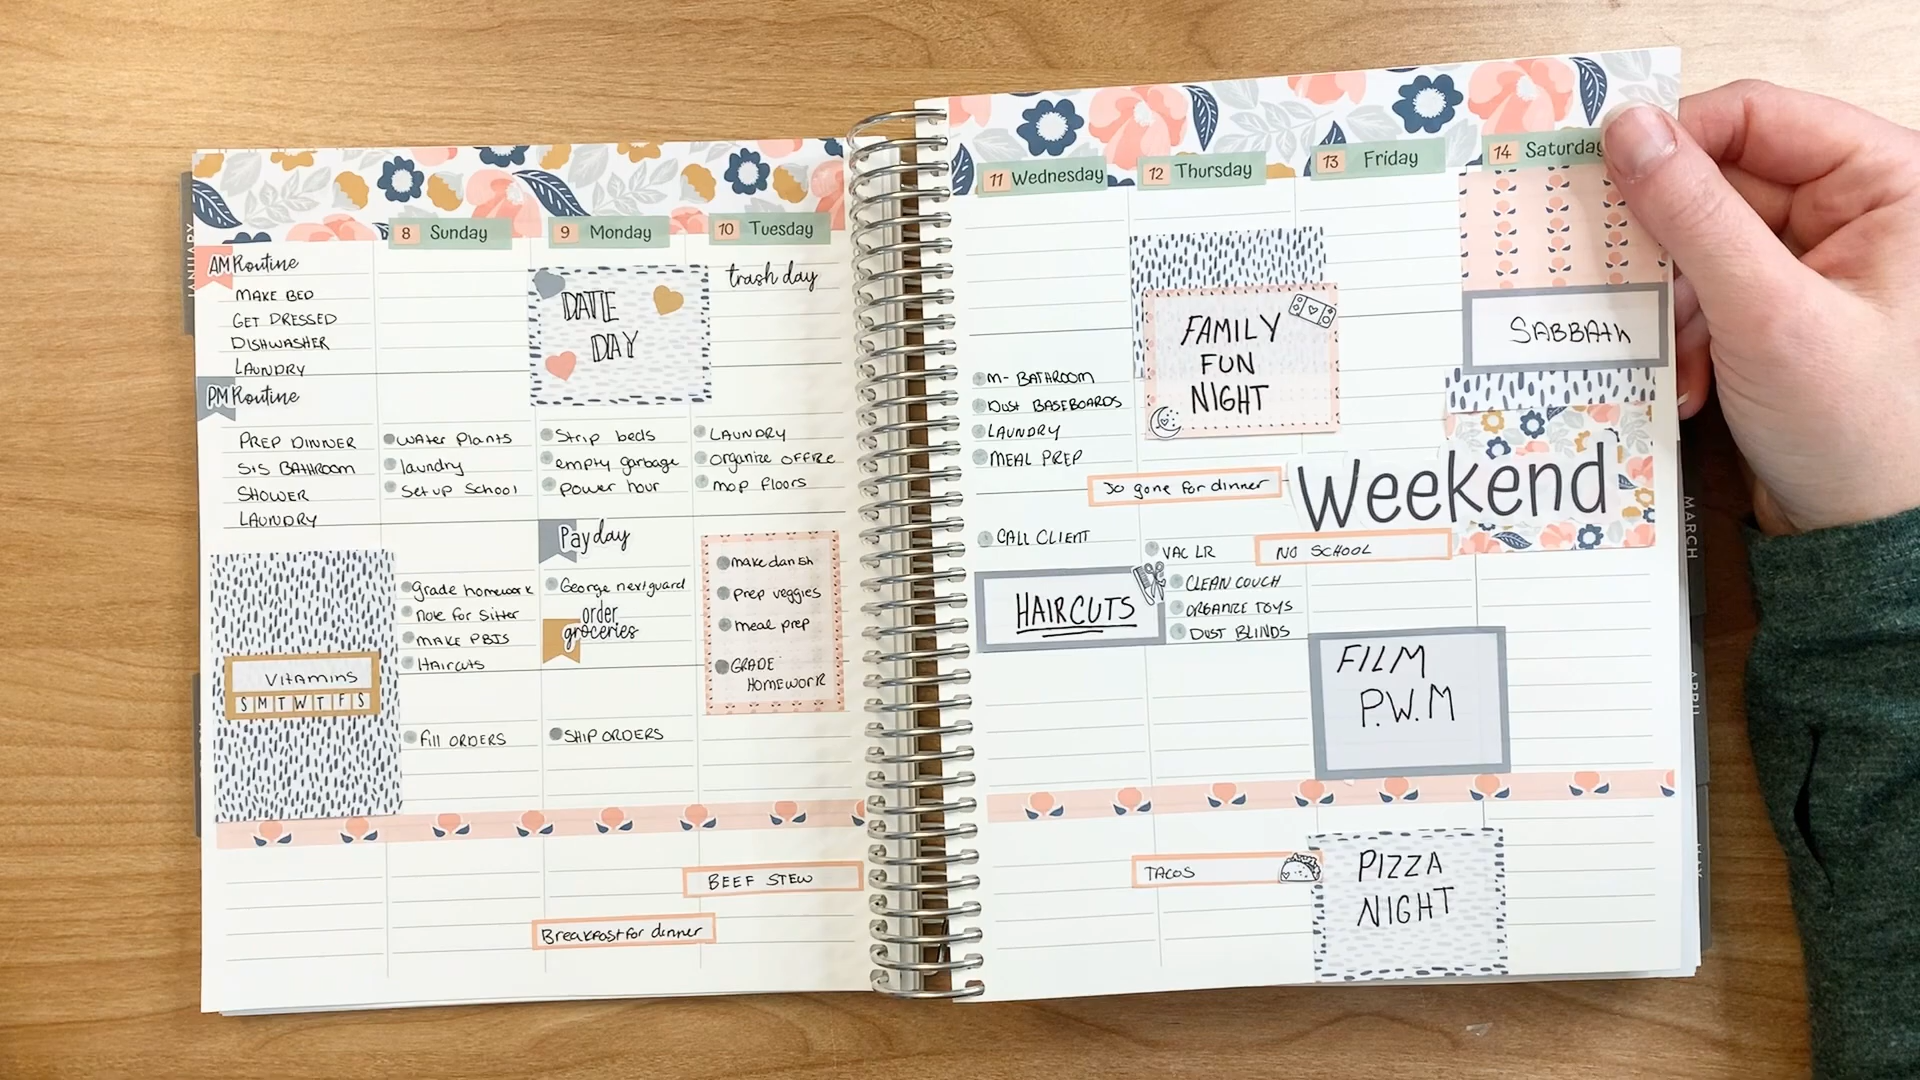 JANUARY
AM Routine
MAKE BED
GET DRESSED
DISHWASHER
LAUNDRY
PM Routine
PREP DINNER
SIS BATHROOM
SHOWER
LAUNDRY
VITAMINS
S M T W T F S
8 Sunday
water plants
laundry
Set up School
Grade homework
Note for Sitter
MAKE PB&JS
Haircuts
Fill ORDERS
9 Monday
DATE
DAY
Strip beds
empty garbage
power hour
Payday
George nextguard
order
groceries
SHIP ORDERS
Breakfast for dinner
10 Tuesday
trash day
LAUNDRY
organize OFFICE
mop floors
make danish
prep veggies
meal prep
GRADE
HOMEWORK
BEEF STEW
11 Wednesday
M- BATHROOM
DUST BASEBOARDS
LAUNDRY
MEAL PREP
CALL CLIENT
HAIRCUTS
12 Thursday
FAMILY
FUN
NIGHT
JO gone for dinner
VAC LR
CLEAN COUCH
ORGANIZE TOYS
DUST BLINDS
TACOS
13 Friday
Weekend
NO SCHOOL
FILM
P.W.M
PIZZA
NIGHT
14 Saturday
SABBATH
MARCH
APRIL
MAY